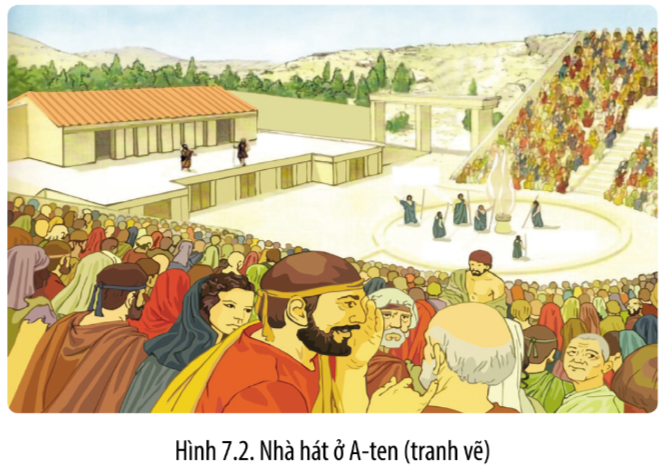 Hình 7.2. Nhà hát ở A-ten (tranh vẽ)